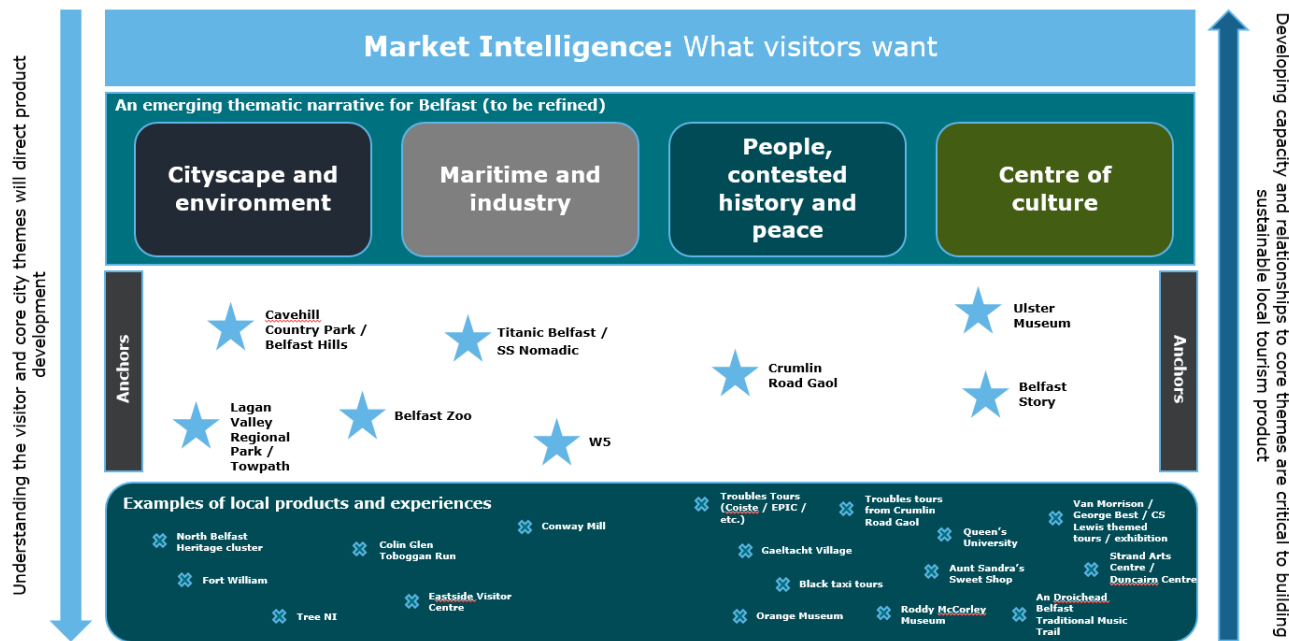 Market Intelligence: What visitors want
An emerging thematic narrative for Belfast (to be refined)
Cityscape and
environment
Maritime and
industry
People,
contested
history and
peace
Centre of
culture
Understanding the visitor and core city themes will direct product
development
Anchors
Cavehill
Country Park /
Belfast Hills
Lagan
Valley
Regional
Park /
Towpath
Belfast Zoo
Titanic Belfast /
SS Nomadic
W5
Crumlin
Road Gaol
Ulster
Museum
Belfast
Story
Anchors
Developing capacity and relationships to core themes are critical to building
sustainable local tourism product
Examples of local products and experiences
North Belfast
Heritage cluster
Fort William
Tree NI
Colin Glen
Toboggan Run
Eastside Visitor
Centre
Conway Mill
Troubles Tours
(Coiste / EPIC /
etc.)
Gaeltacht Village
Black taxi tours
Orange Museum
Troubles tours
from Crumlin
Road Gaol
Queen's
University
Aunt Sandra's
Sweet Shop
Roddy McCorley
Museum
Van Morrison /
George Best / CS
Lewis themed
tours / exhibition
Strand Arts
Centre /
Duncairn Centre
An Droichead
Belfast
Traditional Music
Trail